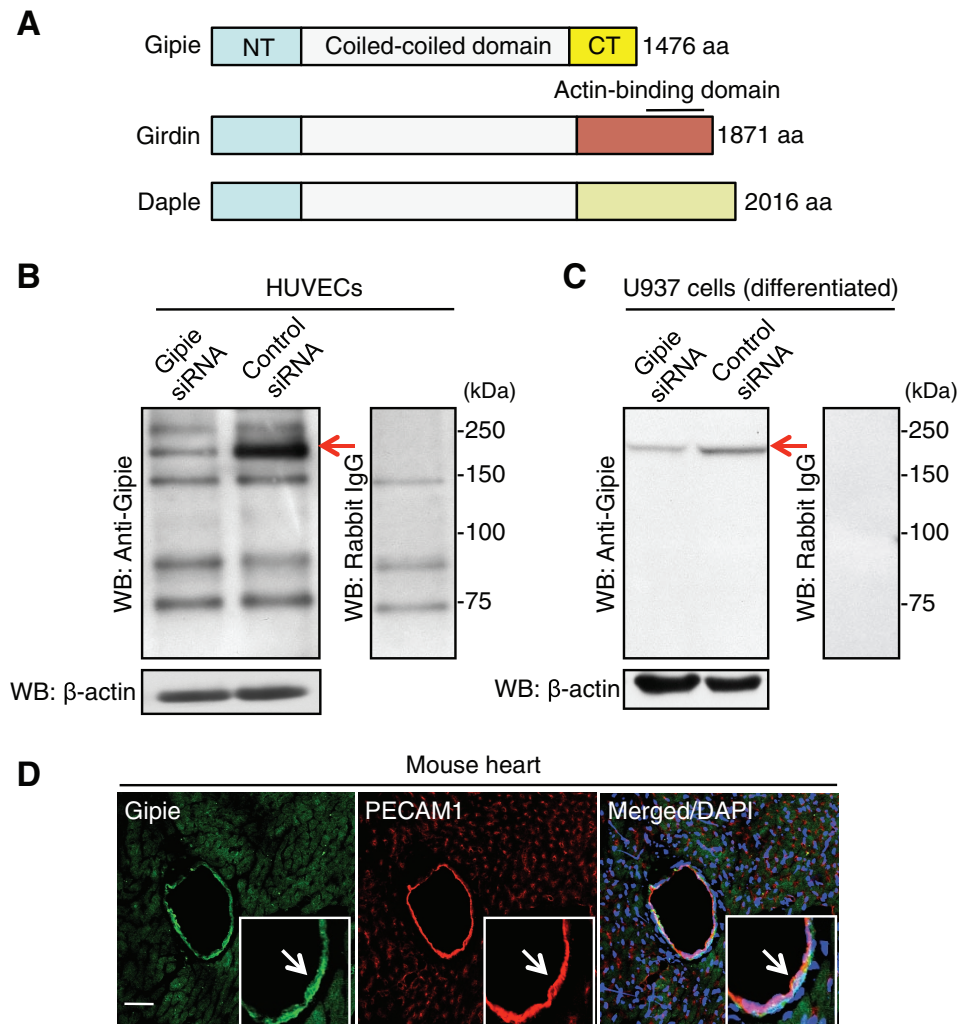 A
Gipie NT Coiled-coiled domain CT 1476 aa
Actin-binding domain
Girdin 1871 aa
Daple 2016 aa
B
HUVECs
Gipie siRNA
Control siRNA
(kDa)
WB: Anti-Gipie
WB: Rabbit IgG
-250
-150
-100
-75
WB: β-actin
C
U937 cells (differentiated)
Gipie siRNA
Control siRNA
(kDa)
WB: Anti-Gipie
WB: Rabbit IgG
-250
-150
-100
-75
WB: β-actin
D
Mouse heart
Gipie
PECAM1
Merged/DAPI